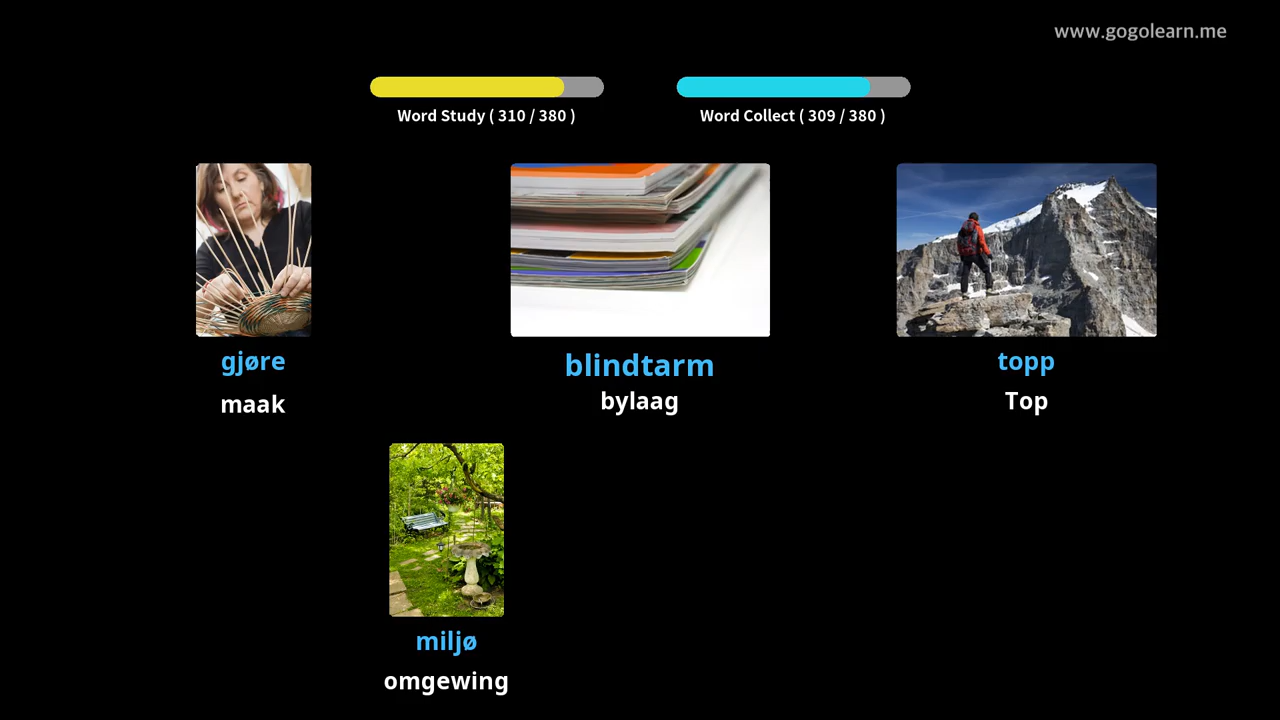 www.gogolearn.me
Word Study ( 310 / 380 )
Word Collect ( 309 / 380 )
gjøre
maak
blindtarm
bylaag
topp
Top
miljø
omgewing